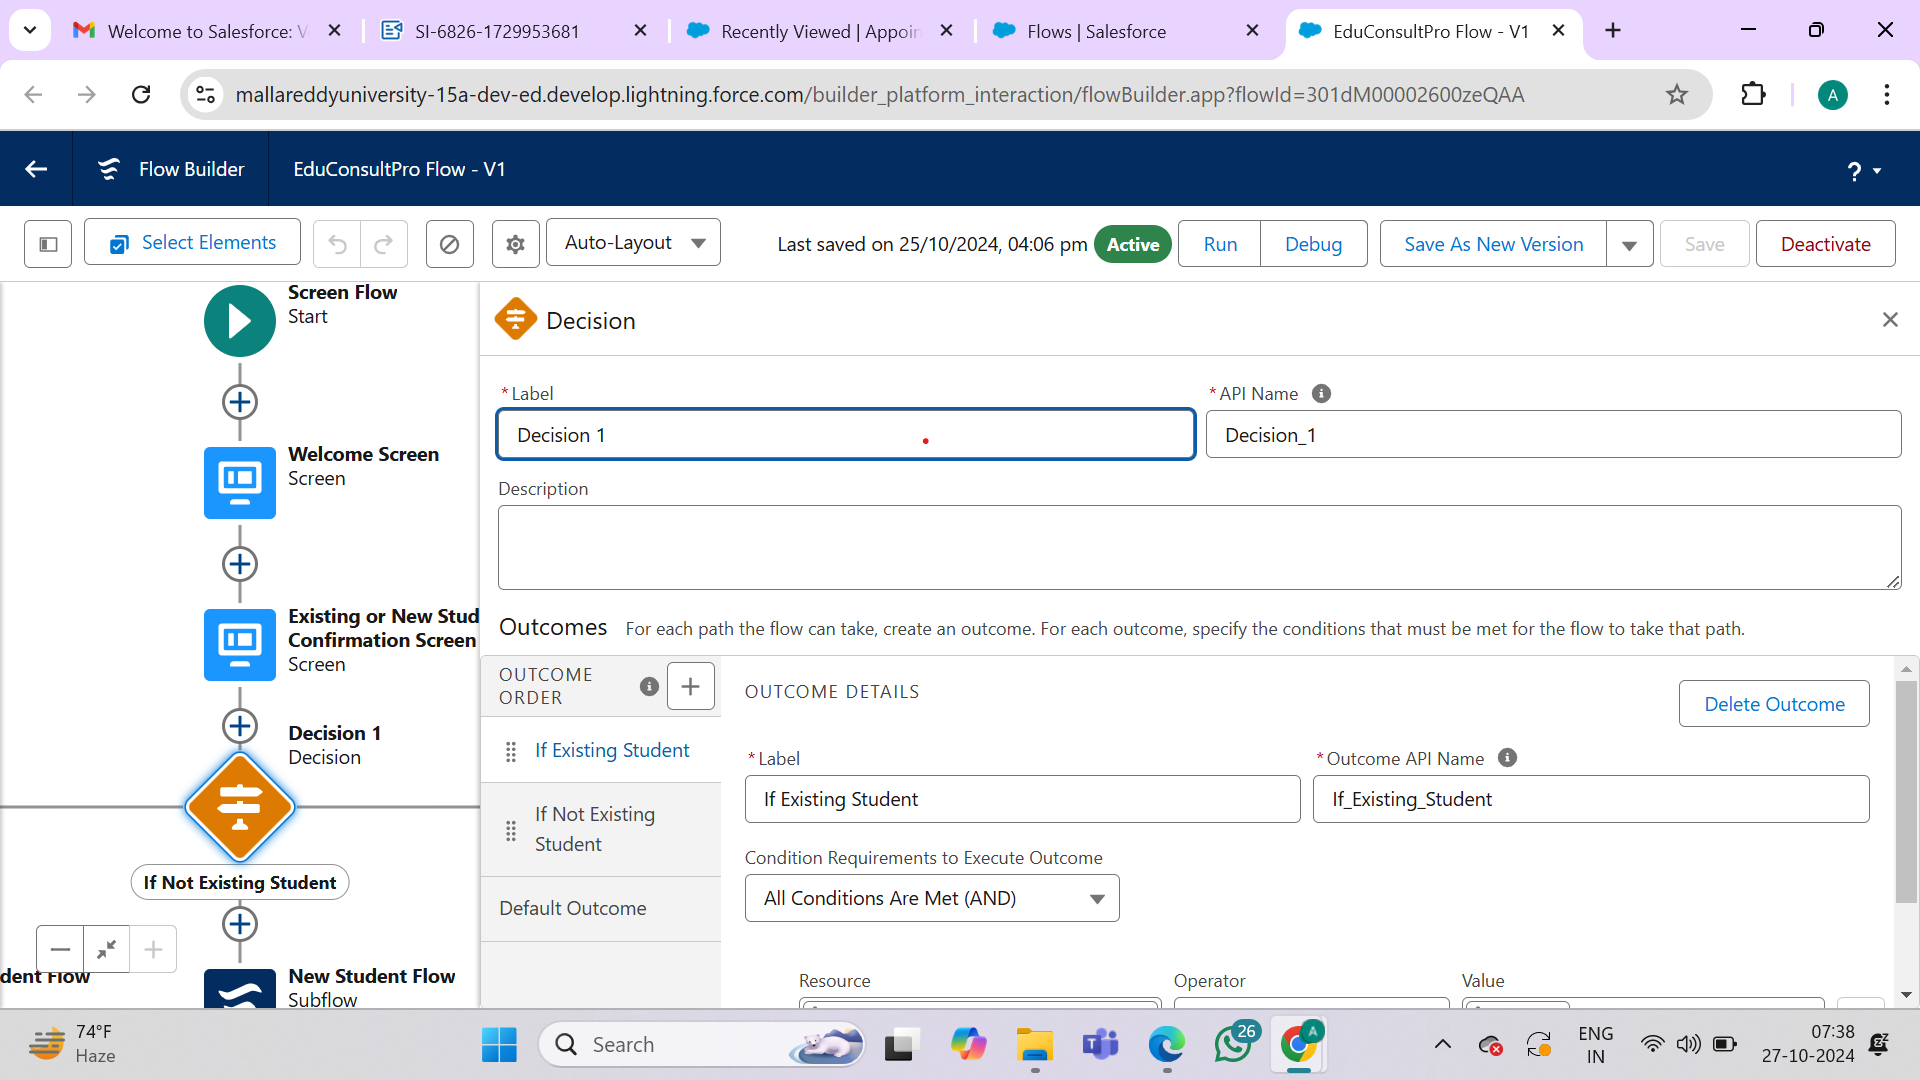 Welcome to Salesforce: V
SI-6826-1729953681
Recently Viewed | Appoin
Flows | Salesforce
EduConsultPro Flow - V1
mallareddyuniversity-15a-dev-ed.develop.lightning.force.com/builder_platform_interaction/flowBuilder.app?flowId=301dM00002600zeQAA
A
Flow Builder
EduConsultPro Flow - V1
?
Select Elements
Auto-Layout
Last saved on 25/10/2024, 04:06 pm
Active
Run
Debug
Save As New Version
Save
Deactivate
Screen Flow
Start
Welcome Screen
Screen
Existing or New Stud
Confirmation Screen
Screen
Decision 1
Decision
If Not Existing Student
dent Flow
New Student Flow
Subflow
Decision
* Label
Decision 1
* API Name
Decision_1
Description
Outcomes For each path the flow can take, create an outcome. For each outcome, specify the conditions that must be met for the flow to take that path.
OUTCOME
ORDER
If Existing Student
If Not Existing
Student
Default Outcome
OUTCOME DETAILS
Delete Outcome
* Label
If Existing Student
* Outcome API Name
If_Existing_Student
Condition Requirements to Execute Outcome
All Conditions Are Met (AND)
Resource
Operator
Value
74°F
Haze
Search
26
A
ENG
IN
07:38
27-10-2024